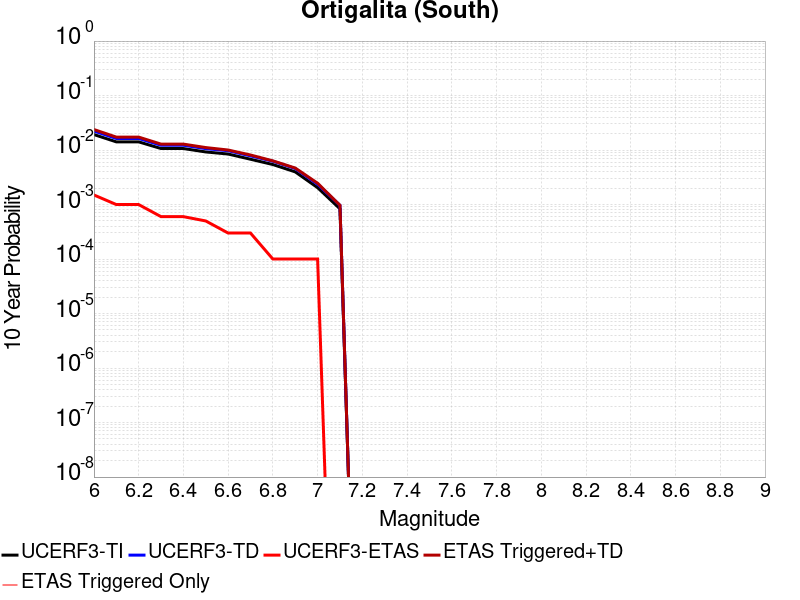 Ortigalita (South)
10 0
10 -1
10 -2
10 -3
10 -4
10 -5
10 -6
10 -7
10 -8
10 Year Probability
6 6.2 6.4 6.6 6.8 7 7.2 7.4 7.6 7.8 8 8.2 8.4 8.6 8.8 9
Magnitude
UCERF3-TI UCERF3-TD UCERF3-ETAS ETAS Triggered+TD
ETAS Triggered Only